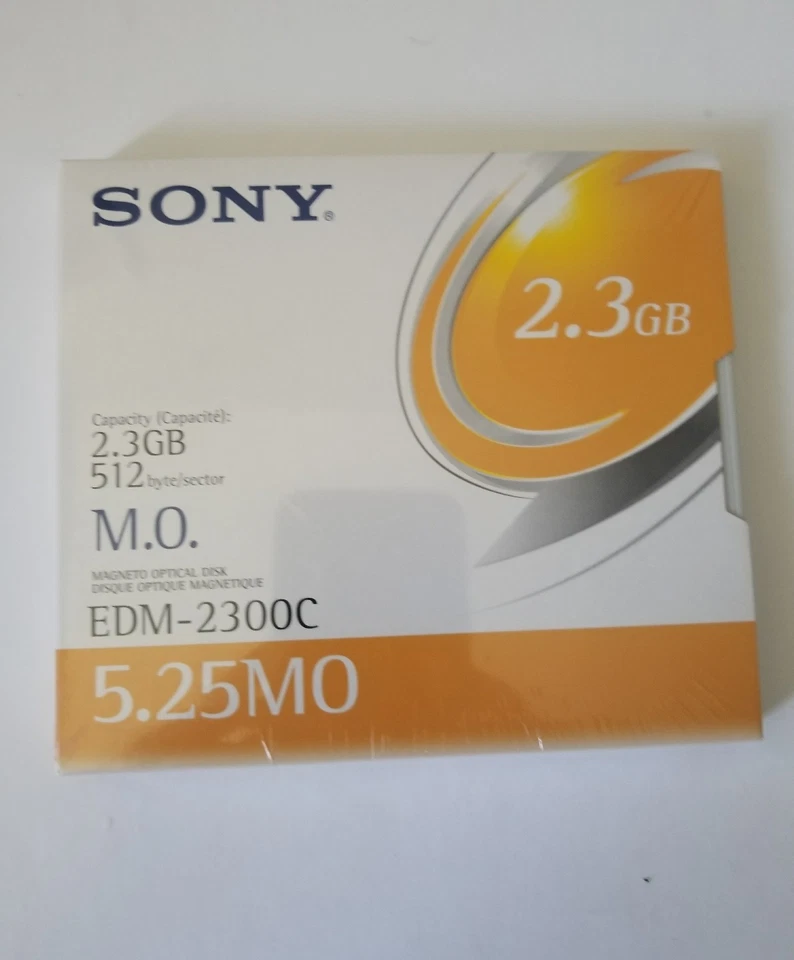 SONY®
2.3GB
Capacity (Capacité):
2.3GB
512 byte/sector
M.O.
MAGNETO OPTICAL DISK
DISQUE OPTIQUE MAGNETIQUE
EDM-2300C
5.25MO